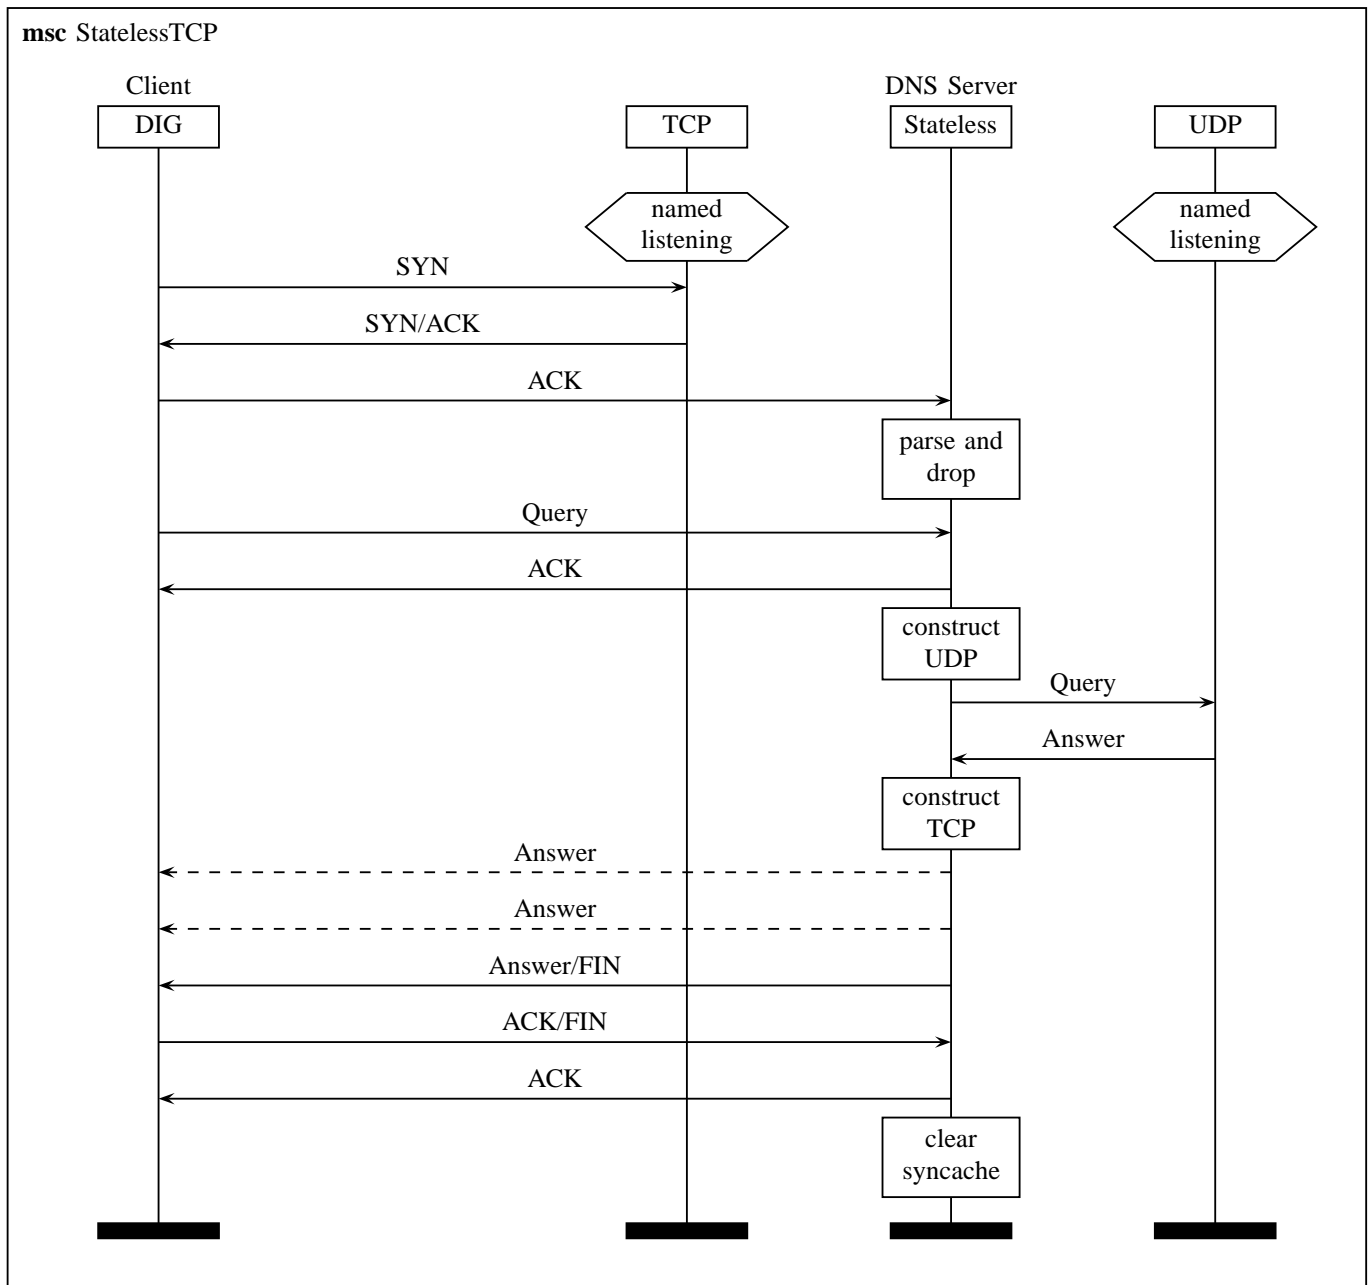 msc StatelessTCP
Client
DNS Server
DIG
TCP
Stateless
UDP
named
listening
named
listening
SYN
SYN/ACK
ACK
parse and
drop
Query
ACK
construct
UDP
Query
Answer
construct
TCP
Answer
Answer
Answer/FIN
ACK/FIN
ACK
clear
syncache